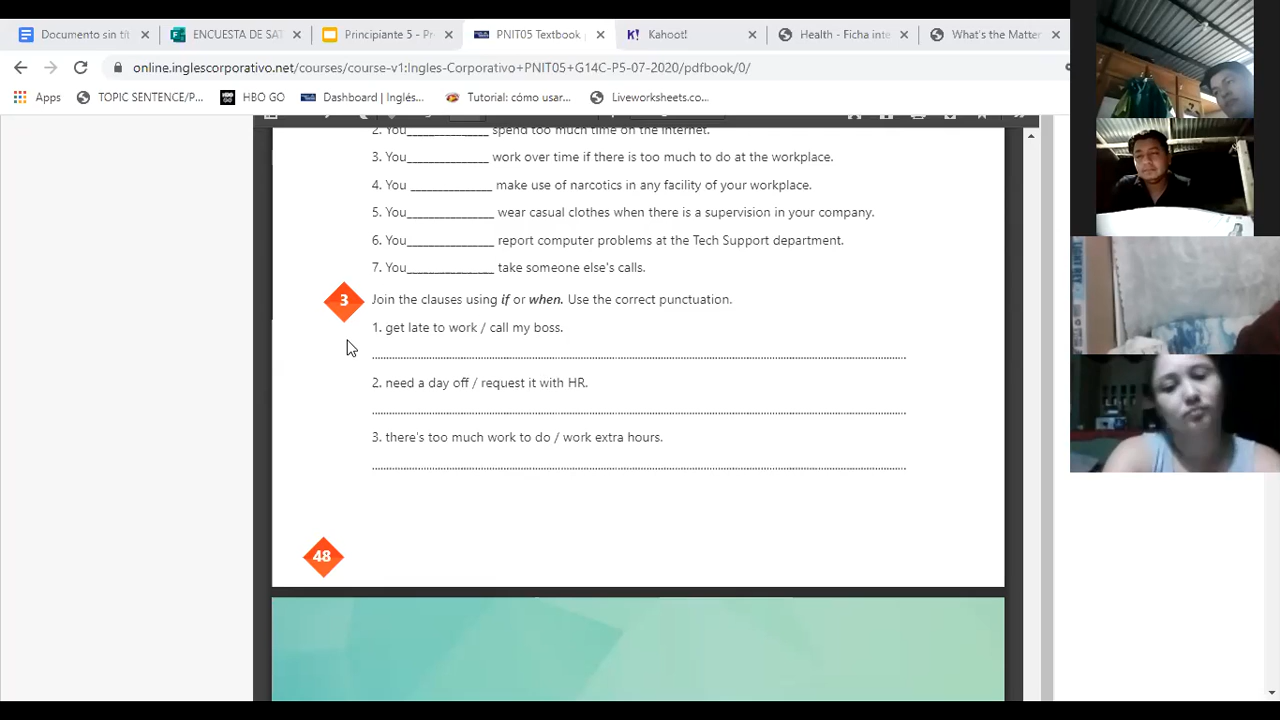 Documento sin tít
ENCUESTA DE SAT
Principiante 5 - Pr
PNIT05 Textbook
Kahoot!
Health - Ficha inte
What's the Matter
online.inglescorporativo.net/courses/course-v1:Ingles-Corporativo+PNIT05+G14C-P5-07-2020/pdfbook/0/
Apps
TOPIC SENTENCE/P...
HBO GO
Dashboard | Inglés...
Tutorial: cómo usar...
Liveworksheets.co...
2. You______________ spend too much time on the internet.
3. You______________ work over time if there is too much to do at the workplace.
4. You ______________ make use of narcotics in any facility of your workplace.
5. You_______________ wear casual clothes when there is a supervision in your company.
6. You_______________ report computer problems at the Tech Support department.
7. You_______________ take someone else's calls.
3 Join the clauses using if or when. Use the correct punctuation.
1. get late to work / call my boss.
2. need a day off / request it with HR.
3. there's too much work to do / work extra hours.
48